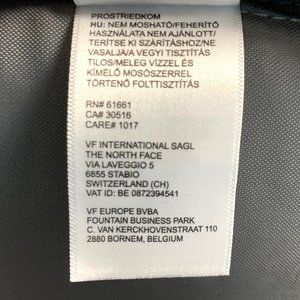 PROSTRIEDKOM
HU: NEM MOSHATÓ/FEHÉRÍTŐ
HASZNÁLATA NEM AJÁNLOTT/
TERÍTSE KI SZÁRÍTÁSHOZ/NE
VASALJA/A VEGYI TISZTÍTÁS
TILOS/MELEG VÍZZEL ÉS
KÍMÉLŐ MOSÓSZERREL
TÖRTÉNŐ FOLTTISZTÍTÁS
RN# 61661
CA# 30516
CARE# 1017
VF INTERNATIONAL SAGL
THE NORTH FACE
VIA LAVEGGIO 5
6855 STABIO
SWITZERLAND (CH)
VAT ID: BE 0872394541
VF EUROPE BVBA
FOUNTAIN BUSINESS PARK
C. VAN KERCKHOVENSTRAAT 110
2880 BORNEM, BELGIUM